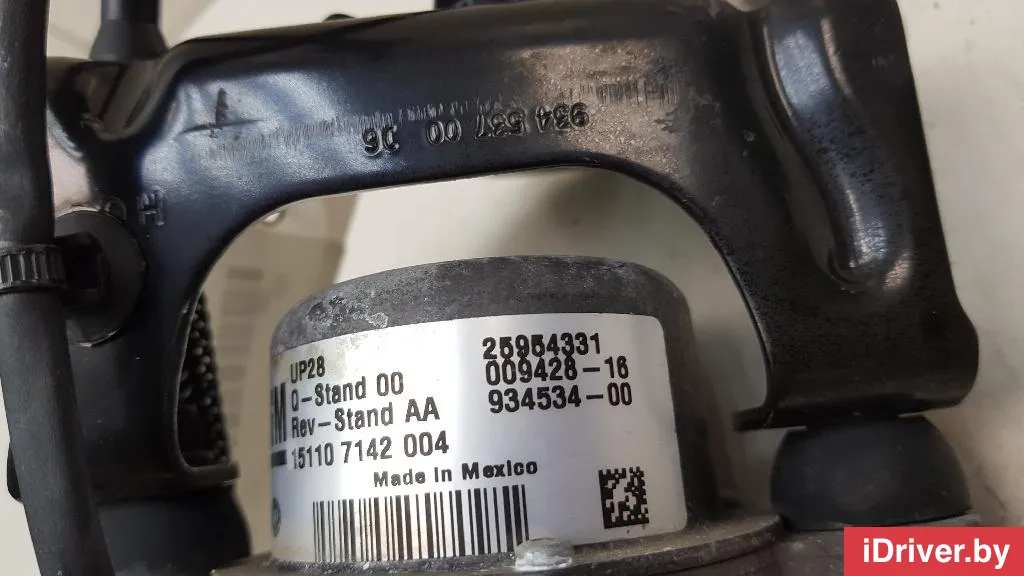 934 537 00 06
H
UP28
Q-Stand 00
Rev-Stand AA
15110 7142 004
25954331
009428-16
934534-00
Made in Mexico
iDriver.by